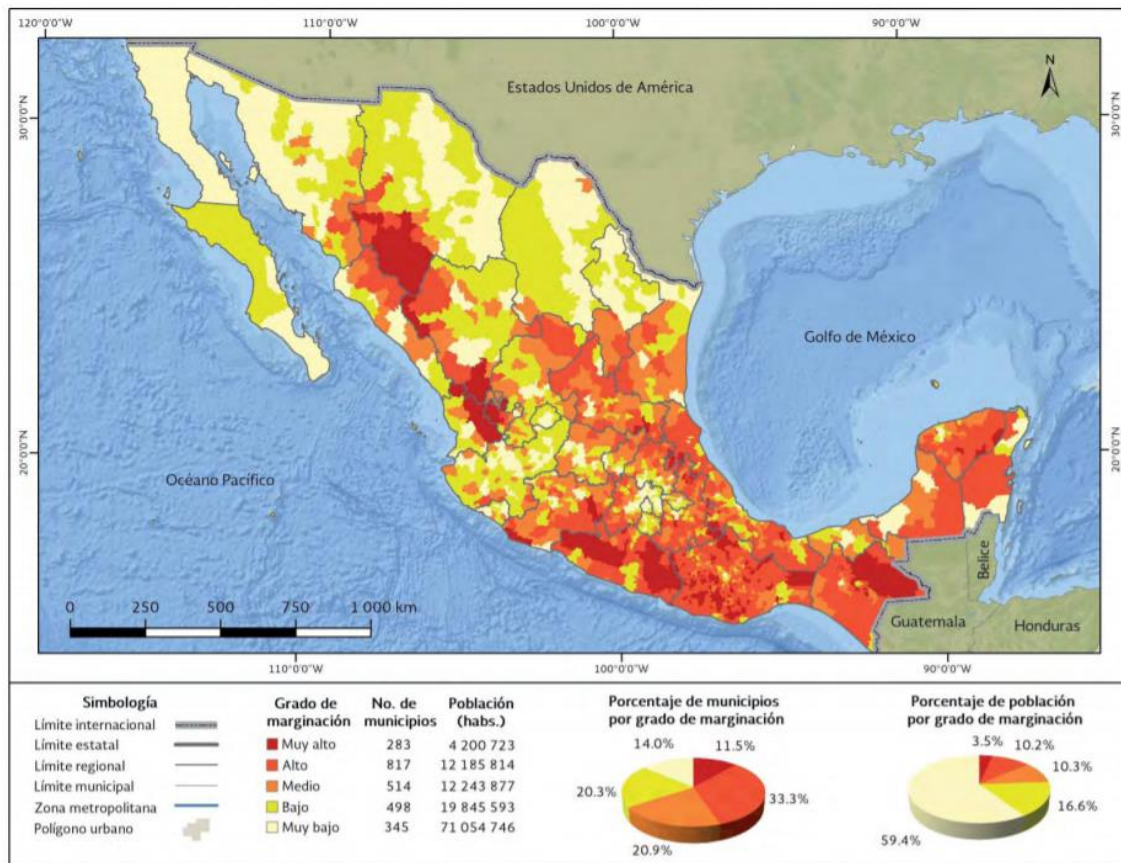 120°0'0"W 110°0'0"W 100°0'0"W 90°0'0"W
N
Estados Unidos de América
30°0'0"N 30°0'0"N
Golfo de México
20°0'0"N 20°0'0"N
Océano Pacífico
Belice
Guatemala Honduras
0 250 500 750 1 000 km
110°0'0"W 100°0'0"W 90°0'0"W
Simbología
Límite internacional
Límite estatal
Límite regional
Límite municipal
Zona metropolitana
Polígono urbano
Grado de marginación No. de municipios Población (habs.)
Muy alto 283 4 200 723
Alto 817 12 185 814
Medio 514 12 243 877
Bajo 498 19 845 593
Muy bajo 345 71 054 746
Porcentaje de municipios
por grado de marginación
14.0% 11.5%
20.3% 33.3%
20.9%
Porcentaje de población
por grado de marginación
3.5% 10.2%
10.3%
16.6%
59.4%